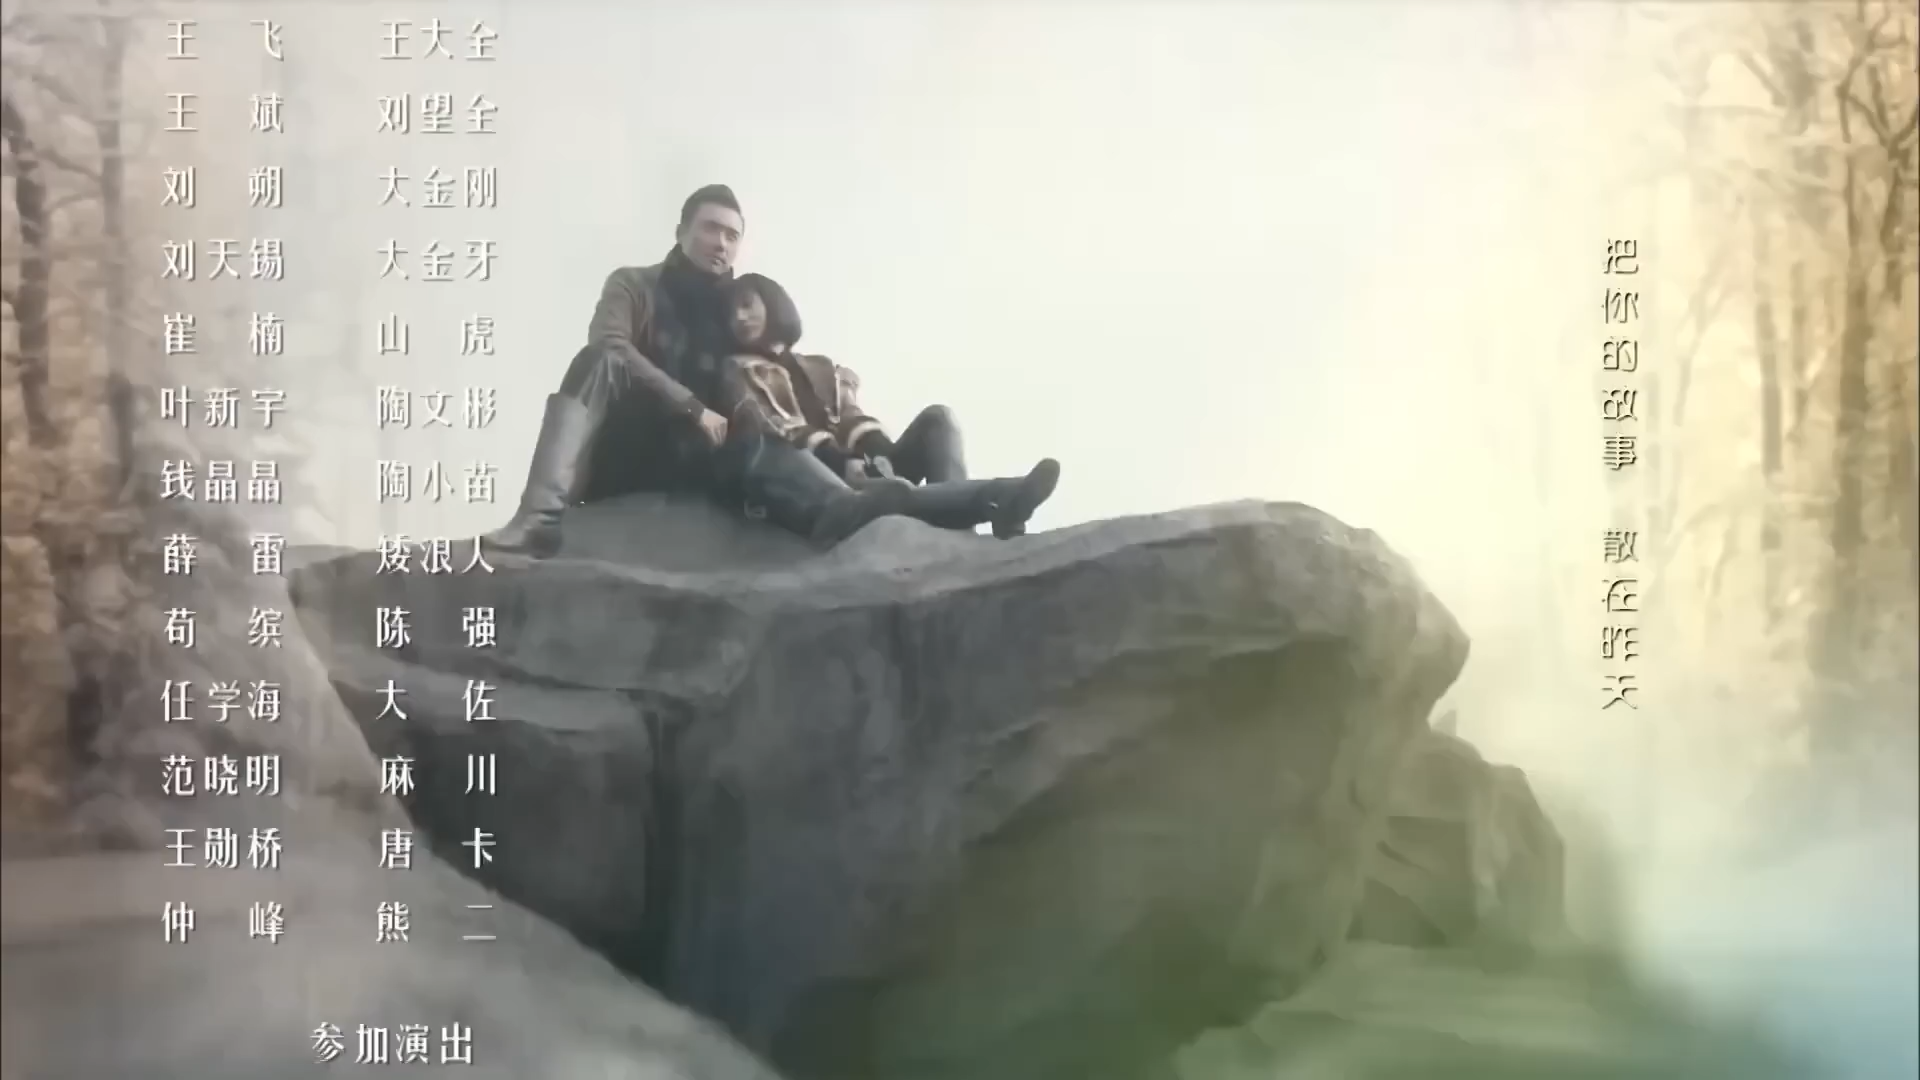 王飞 王大全
王斌 刘望全
刘朔 大金刚
刘天锡 大金牙
崔楠 山虎
叶新宇 陶文彬
钱晶晶 陶小苗
薛雷 矮浪人
苟缤 陈强
任学海 大佐
范晓明 麻川
王勋桥 唐卡
仲峰 熊二
参加演出
把你的故事 散在昨天